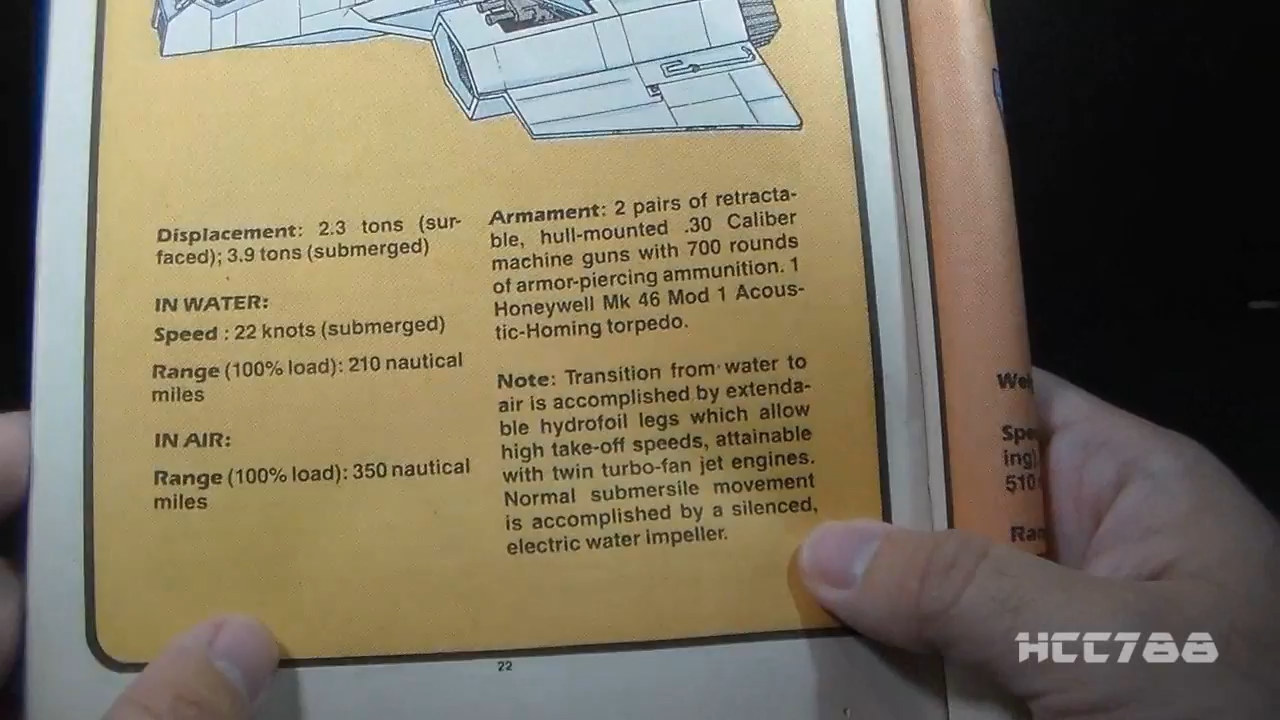 Displacement: 2.3 tons (sur-
faced); 3.9 tons (submerged)
IN WATER:
Speed : 22 knots (submerged)
Range (100% load): 210 nautical
miles
IN AIR:
Range (100% load): 350 nautical
miles
Armament: 2 pairs of retracta-
ble, hull-mounted .30 Caliber
machine guns with 700 rounds
of armor-piercing ammunition. 1
Honeywell Mk 46 Mod 1 Acous-
tic-Homing torpedo.
Note: Transition from water to
air is accomplished by extenda-
ble hydrofoil legs which allow
high take-off speeds, attainable
with twin turbo-fan jet engines.
Normal submersile movement
is accomplished by a silenced,
electric water impeller.
22
ing)
510
HCC788